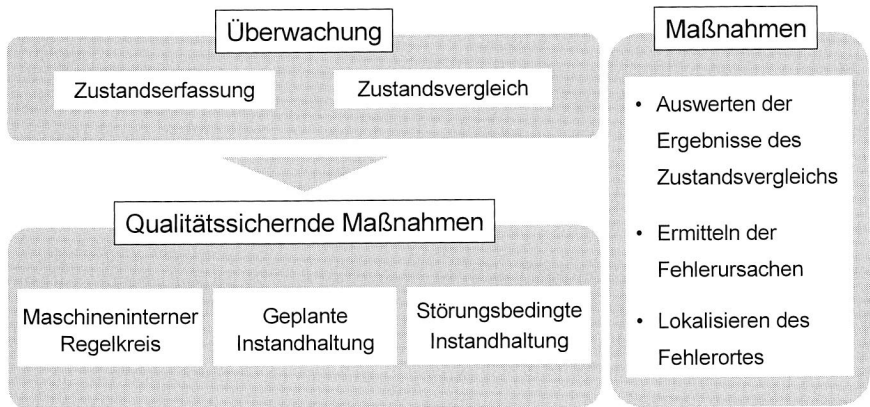 Überwachung
Zustandserfassung
Zustandsvergleich
Qualitätssichernde Maßnahmen
Maschineninterner
Regelkreis
Geplante
Instandhaltung
Störungsbedingte
Instandhaltung
Maßnahmen
• Auswerten der
Ergebnisse des
Zustandsvergleichs
• Ermitteln der
Fehlerursachen
• Lokalisieren des
Fehlerortes